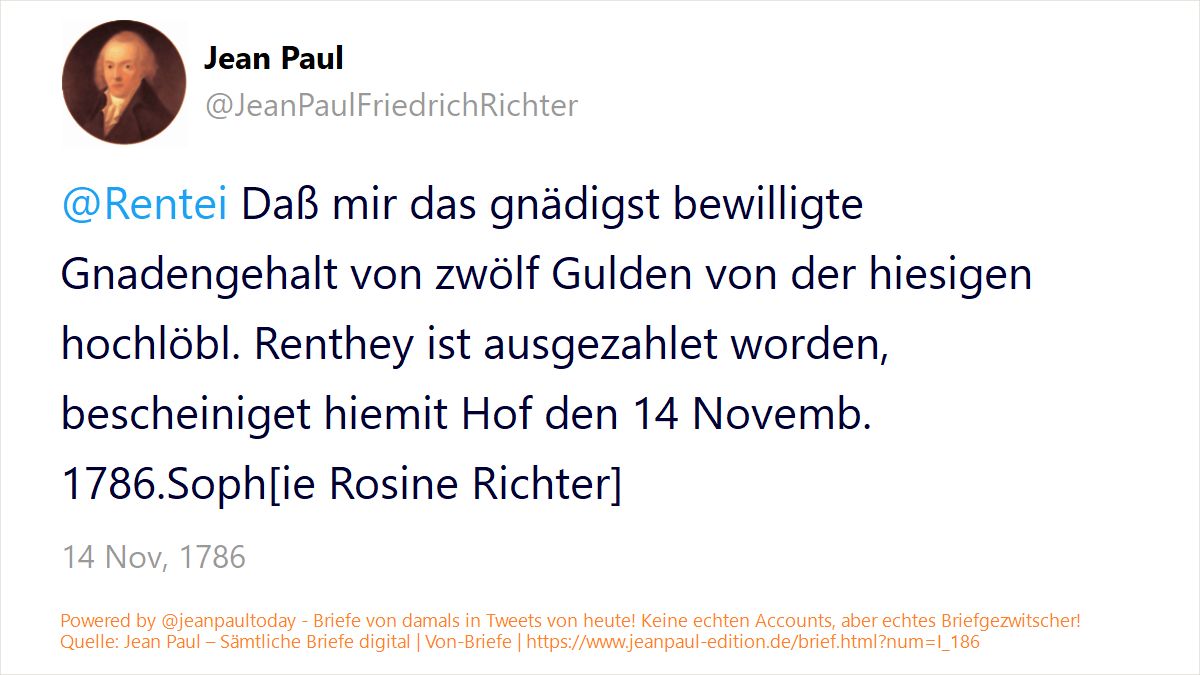 Jean Paul
@JeanPaulFriedrichRichter
@Rentei Daß mir das gnädigst bewilligte
Gnadengehalt von zwölf Gulden von der hiesigen
hochlöbl. Renthey ist ausgezahlet worden,
bescheiniget hiemit Hof den 14 Novemb.
1786.Soph[ie Rosine Richter]
14 Nov, 1786
Powered by @jeanpaultoday - Briefe von damals in Tweets von heute! Keine echten Accounts, aber echtes Briefgezwitscher!
Quelle: Jean Paul – Sämtliche Briefe digital | Von-Briefe | https://www.jeanpaul-edition.de/brief.html?num=I_186